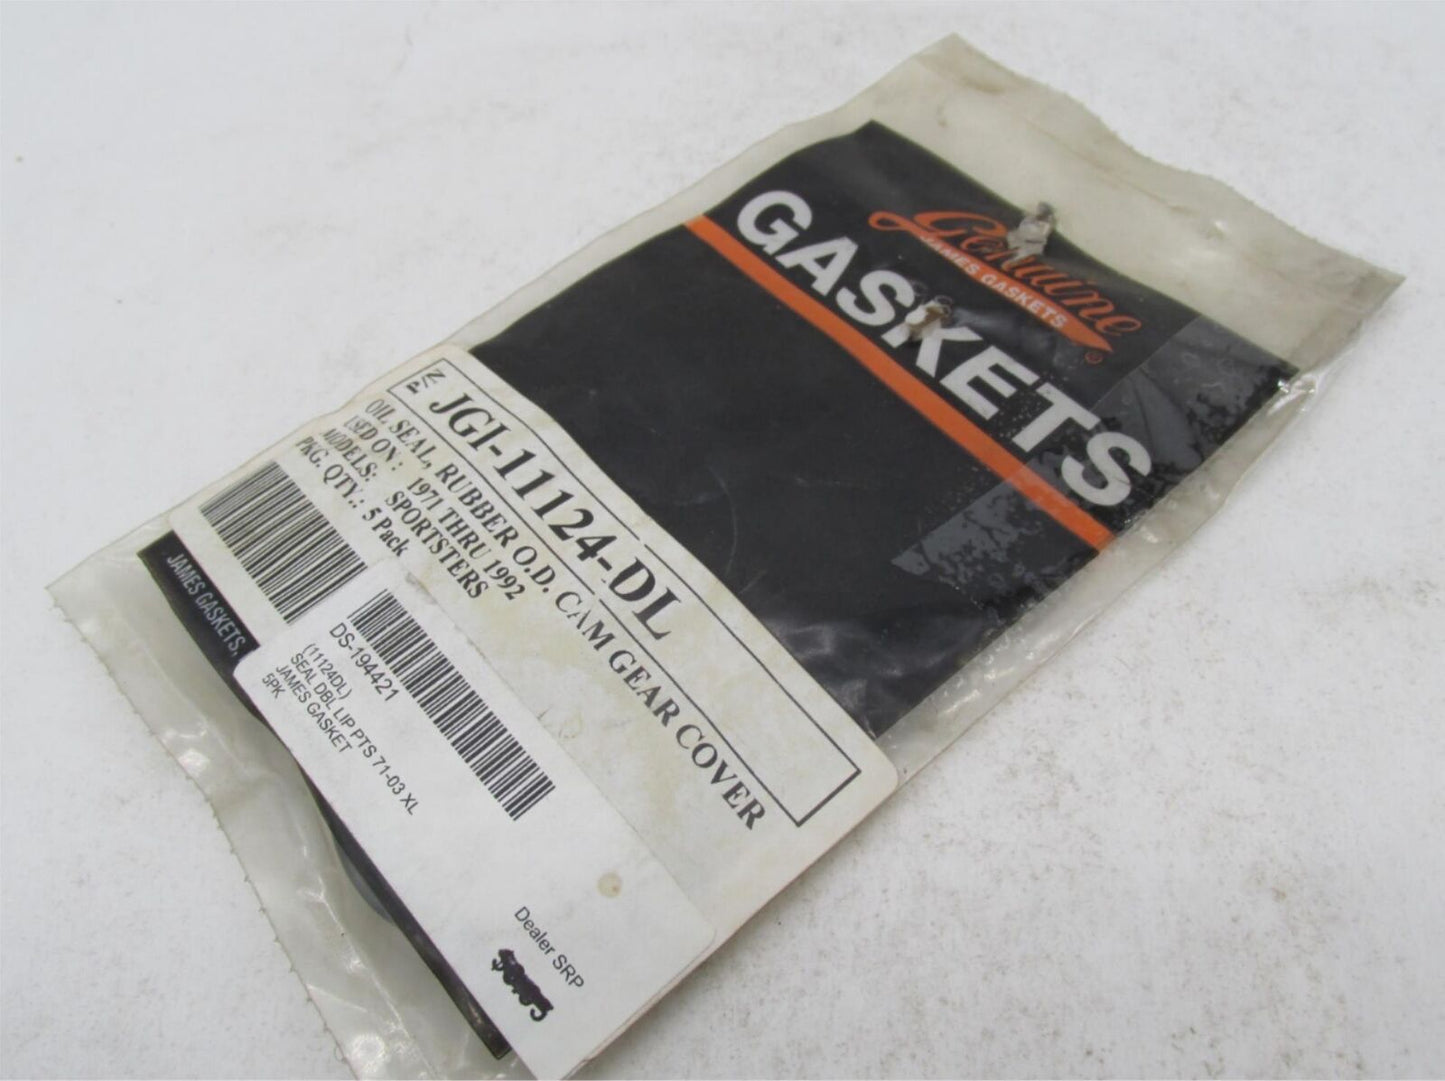 Genuine
JAMES GASKETS
®
GASKETS
P/N JGI-11124-DL
OIL SEAL, RUBBER O.D. CAM GEAR COVER
USED ON: 1971 THRU 1992
MODELS: SPORTSTERS
PKG. QTY.: 5 Pack
JAMES GASKETS,
DS-194421
(11124DL)
SEAL DBL LIP PTS 71-03 XL
JAMES GASKET
5PK
Dealer SRP